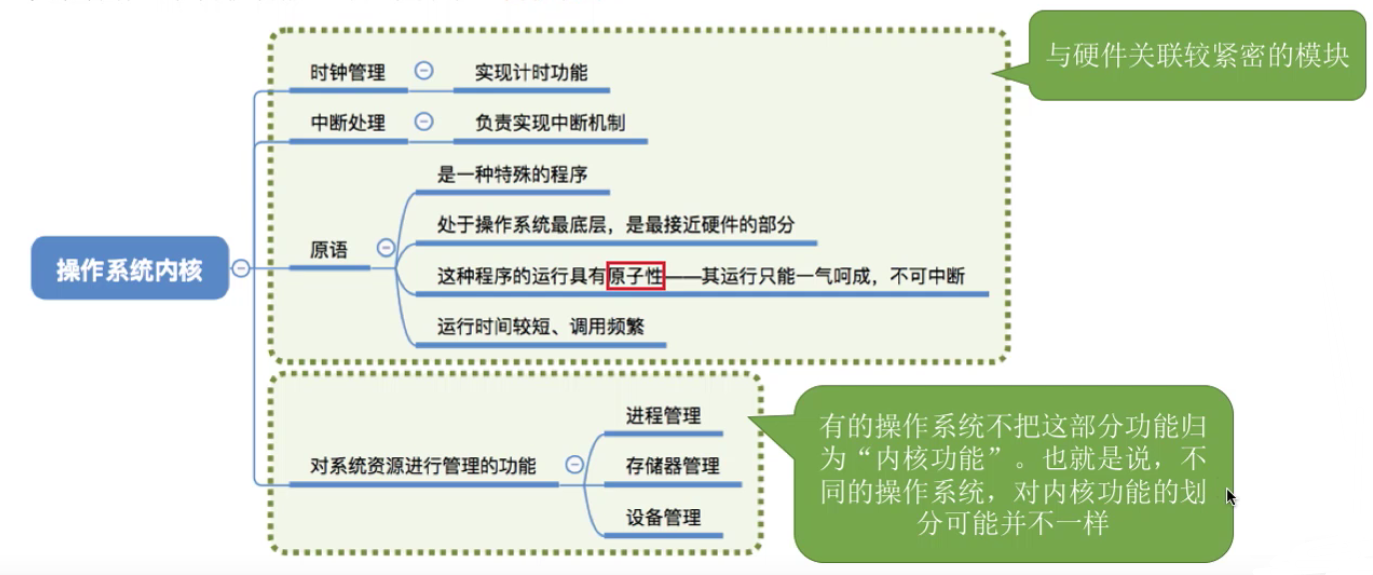 与硬件关联较紧密的模块
时钟管理
实现计时功能
中断处理
负责实现中断机制
是一种特殊的程序
处于操作系统最底层，是最接近硬件的部分
原语
操作系统内核
这种程序的运行具有原子性——其运行只能一气呵成，不可中断
运行时间较短、调用频繁
进程管理
对系统资源进行管理的功能
存储器管理
设备管理
有的操作系统不把这部分功能归
为“内核功能”。也就是说，不
同的操作系统，对内核功能的划
分可能并不一样